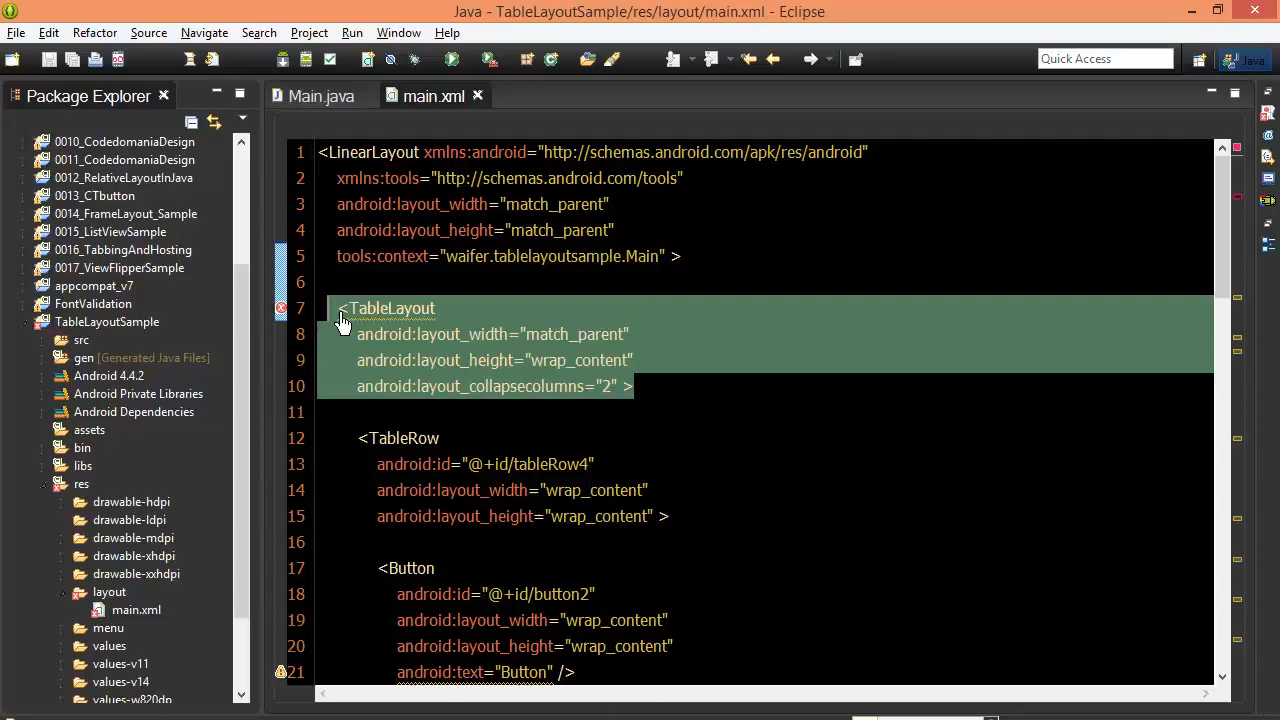 Java - TableLayoutSample/res/layout/main.xml - Eclipse
File Edit Refactor Source Navigate Search Project Run Window Help
Quick Access
Java
Package Explorer
Main.java
main.xml
0010_CodedomaniaDesign
0011_CodedomaniaDesign
0012_RelativeLayoutInJava
0013_CTbutton
0014_FrameLayout_Sample
0015_ListViewSample
0016_TabbingAndHosting
0017_ViewFlipperSample
appcompat_v7
FontValidation
TableLayoutSample
src
gen [Generated Java Files]
Android 4.4.2
Android Private Libraries
Android Dependencies
assets
bin
libs
res
drawable-hdpi
drawable-ldpi
drawable-mdpi
drawable-xhdpi
drawable-xxhdpi
layout
main.xml
menu
values
values-v11
values-v14
values-w820dp
1 <LinearLayout xmlns:android="http://schemas.android.com/apk/res/android"
2 xmlns:tools="http://schemas.android.com/tools"
3 android:layout_width="match_parent"
4 android:layout_height="match_parent"
5 tools:context="waifer.tablelayoutsample.Main" >
6
7 <TableLayout
8 android:layout_width="match_parent"
9 android:layout_height="wrap_content"
10 android:layout_collapsecolumns="2" >
11
12 <TableRow
13 android:id="@+id/tableRow4"
14 android:layout_width="wrap_content"
15 android:layout_height="wrap_content" >
16
17 <Button
18 android:id="@+id/button2"
19 android:layout_width="wrap_content"
20 android:layout_height="wrap_content"
21 android:text="Button" />